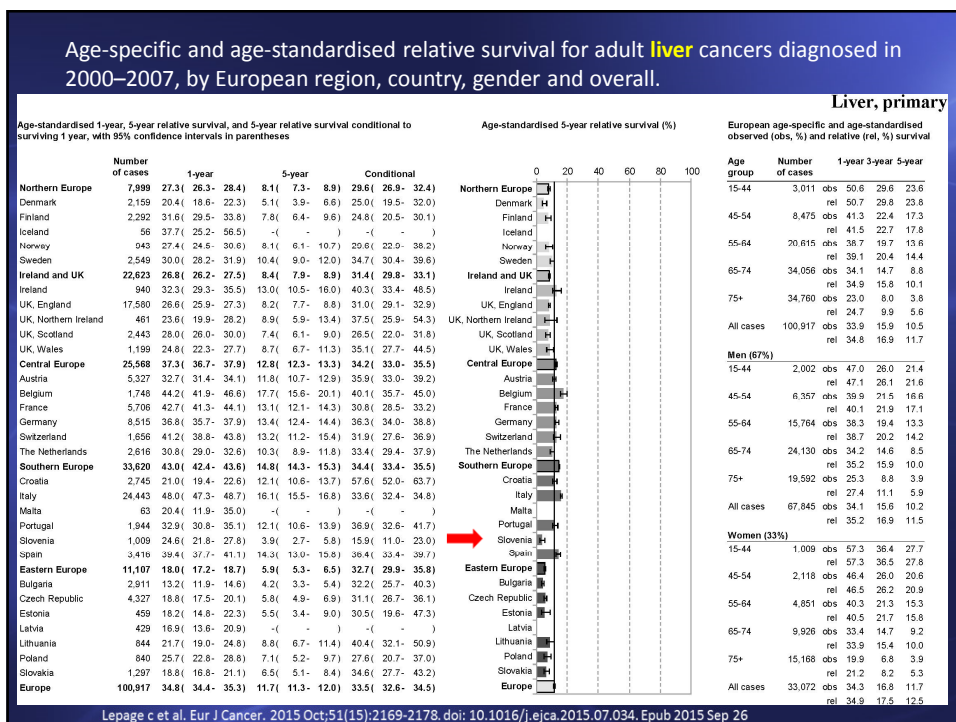 Age-specific and age-standardised relative survival for adult liver cancers diagnosed in
2000–2007, by European region, country, gender and overall.
Liver, primary
Age-standardised 1-year, 5-year relative survival, and 5-year relative survival conditional to
surviving 1 year, with 95% confidence intervals in parentheses
Number
of cases 1-year 5-year Conditional
Northern Europe 7,999 27.3( 26.3- 28.4) 8.1( 7.3- 8.9) 29.6( 26.9- 32.4)
Denmark 2,159 20.4( 18.6- 22.3) 5.1( 3.9- 6.6) 25.0( 19.5- 32.0)
Finland 2,292 31.6( 29.5- 33.8) 7.8( 6.4- 9.6) 24.8( 20.5- 30.1)
Iceland 56 37.7( 25.2- 56.5) -( - ) -( - )
Norway 943 27.4( 24.5- 30.6) 8.1( 6.1- 10.7) 29.6( 22.9- 38.2)
Sweden 2,549 30.0( 28.2- 31.9) 10.4( 9.0- 12.0) 34.7( 30.4- 39.6)
Ireland and UK 22,623 26.8( 26.2- 27.5) 8.4( 7.9- 8.9) 31.4( 29.8- 33.1)
Ireland 940 32.3( 29.3- 35.5) 13.0( 10.5- 16.0) 40.3( 33.4- 48.5)
UK, England 17,580 26.6( 25.9- 27.3) 8.2( 7.7- 8.8) 31.0( 29.1- 32.9)
UK, Northern Ireland 461 23.6( 19.9- 28.2) 8.9( 5.9- 13.4) 37.5( 25.9- 54.3)
UK, Scotland 2,443 28.0( 26.0- 30.0) 7.4( 6.1- 9.0) 26.5( 22.0- 31.8)
UK, Wales 1,199 24.8( 22.3- 27.7) 8.7( 6.7- 11.3) 35.1( 27.7- 44.5)
Central Europe 25,568 37.3( 36.7- 37.9) 12.8( 12.3- 13.3) 34.2( 33.0- 35.5)
Austria 5,327 32.7( 31.4- 34.1) 11.8( 10.7- 12.9) 35.9( 33.0- 39.2)
Belgium 1,748 44.2( 41.9- 46.6) 17.7( 15.6- 20.1) 40.1( 35.7- 45.0)
France 5,706 42.7( 41.3- 44.1) 13.1( 12.1- 14.3) 30.8( 28.5- 33.2)
Germany 8,515 36.8( 35.7- 37.9) 13.4( 12.4- 14.4) 36.3( 34.0- 38.8)
Switzerland 1,656 41.2( 38.8- 43.8) 13.2( 11.2- 15.4) 31.9( 27.6- 36.9)
The Netherlands 2,616 30.8( 29.0- 32.6) 10.3( 8.9- 11.8) 33.4( 29.4- 37.9)
Southern Europe 33,620 43.0( 42.4- 43.6) 14.8( 14.3- 15.3) 34.4( 33.4- 35.5)
Croatia 2,745 21.0( 19.4- 22.6) 12.1( 10.6- 13.7) 57.6( 52.0- 63.7)
Italy 24,443 48.0( 47.3- 48.7) 16.1( 15.5- 16.8) 33.6( 32.4- 34.8)
Malta 63 20.4( 11.9- 35.0) -( - ) -( - )
Portugal 1,944 32.9( 30.8- 35.1) 12.1( 10.6- 13.9) 36.9( 32.6- 41.7)
Slovenia 1,009 24.6( 21.8- 27.8) 3.9( 2.7- 5.8) 15.9( 11.0- 23.0)
Spain 3,416 39.4( 37.7- 41.1) 14.3( 13.0- 15.8) 36.4( 33.4- 39.7)
Eastern Europe 11,107 18.0( 17.2- 18.7) 5.9( 5.3- 6.5) 32.7( 29.9- 35.8)
Bulgaria 2,911 13.2( 11.9- 14.6) 4.2( 3.3- 5.4) 32.2( 25.7- 40.3)
Czech Republic 4,327 18.8( 17.5- 20.1) 5.8( 4.9- 6.9) 31.1( 26.7- 36.1)
Estonia 459 18.2( 14.8- 22.3) 5.5( 3.4- 9.0) 30.5( 19.6- 47.3)
Latvia 429 16.9( 13.6- 20.9) -( - ) -( - )
Lithuania 844 21.7( 19.0- 24.8) 8.8( 6.7- 11.4) 40.4( 32.1- 50.9)
Poland 840 25.7( 22.8- 28.8) 7.1( 5.2- 9.7) 27.6( 20.7- 37.0)
Slovakia 1,297 18.8( 16.8- 21.1) 6.5( 5.1- 8.4) 34.6( 27.7- 43.2)
Europe 100,917 34.8( 34.4- 35.3) 11.7( 11.3- 12.0) 33.5( 32.6- 34.5)
Age-standardised 5-year relative survival (%)
0 20 40 60 80 100
Northern Europe
Denmark
Finland
Iceland
Norway
Sweden
Ireland and UK
Ireland
UK, England
UK, Northern Ireland
UK, Scotland
UK, Wales
Central Europe
Austria
Belgium
France
Germany
Switzerland
The Netherlands
Southern Europe
Croatia
Italy
Malta
Portugal
Slovenia
Spain
Eastern Europe
Bulgaria
Czech Republic
Estonia
Latvia
Lithuania
Poland
Slovakia
Europe
European age-specific and age-standardised
observed (obs, %) and relative (rel, %) survival
Age Number 1-year 3-year 5-year
group of cases
15-44 3,011 obs 50.6 29.6 23.6
rel 50.7 29.8 23.8
45-54 8,475 obs 41.3 22.4 17.3
rel 41.5 22.7 17.8
55-64 20,615 obs 38.7 19.7 13.6
rel 39.1 20.4 14.4
65-74 34,056 obs 34.1 14.7 8.8
rel 34.9 15.8 10.1
75+ 34,760 obs 23.0 8.0 3.8
rel 24.7 9.9 5.6
All cases 100,917 obs 33.9 15.9 10.5
rel 34.8 16.9 11.7
Men (67%)
15-44 2,002 obs 47.0 26.0 21.4
rel 47.1 26.1 21.6
45-54 6,357 obs 39.9 21.5 16.6
rel 40.1 21.9 17.1
55-64 15,764 obs 38.3 19.4 13.3
rel 38.7 20.2 14.2
65-74 24,130 obs 34.2 14.6 8.5
rel 35.2 15.9 10.0
75+ 19,592 obs 25.3 8.8 3.9
rel 27.4 11.1 5.9
All cases 67,845 obs 34.1 15.6 10.2
rel 35.2 16.9 11.5
Women (33%)
15-44 1,009 obs 57.3 36.4 27.7
rel 57.3 36.5 27.8
45-54 2,118 obs 46.4 26.0 20.6
rel 46.5 26.2 20.9
55-64 4,851 obs 40.3 21.3 15.3
rel 40.5 21.7 15.8
65-74 9,926 obs 33.4 14.7 9.2
rel 33.9 15.4 10.0
75+ 15,168 obs 19.9 6.8 3.9
rel 21.2 8.2 5.3
All cases 33,072 obs 34.3 16.8 11.7
rel 34.9 17.5 12.5
Lepage c et al. Eur J Cancer. 2015 Oct;51(15):2169-2178. doi: 10.1016/j.ejca.2015.07.034. Epub 2015 Sep 26